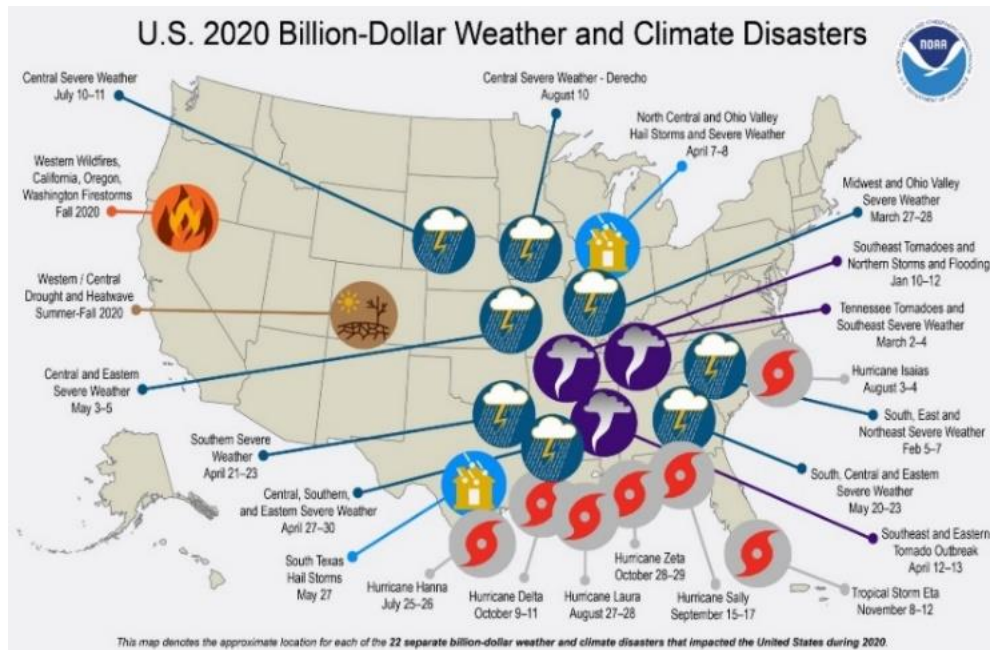 U.S. 2020 Billion-Dollar Weather and Climate Disasters
NOAA
Central Severe Weather
July 10–11
Central Severe Weather - Derecho
August 10
North Central and Ohio Valley
Hail Storms and Severe Weather
April 7–8
Western Wildfires,
California, Oregon,
Washington Firestorms
Fall 2020
Midwest and Ohio Valley
Severe Weather
March 27–28
Southeast Tornadoes and
Northern Storms and Flooding
Jan 10–12
Western / Central
Drought and Heatwave
Summer-Fall 2020
Tennessee Tornadoes and
Southeast Severe Weather
March 2–4
Central and Eastern
Severe Weather
May 3–5
Hurricane Isaias
August 3–4
South, East and
Northeast Severe Weather
Feb 5–7
Southern Severe
Weather
April 21–23
South, Central and Eastern
Severe Weather
May 20–23
Central, Southern,
and Eastern Severe Weather
April 27–30
Southeast and Eastern
Tornado Outbreak
April 12–13
South Texas
Hail Storms
May 27
Hurricane Hanna
July 25–26
Hurricane Delta
October 9–11
Hurricane Laura
August 27–28
Hurricane Zeta
October 28–29
Hurricane Sally
September 15–17
Tropical Storm Eta
November 8–12
This map denotes the approximate location for each of the 22 separate billion-dollar weather and climate disasters that impacted the United States during 2020.